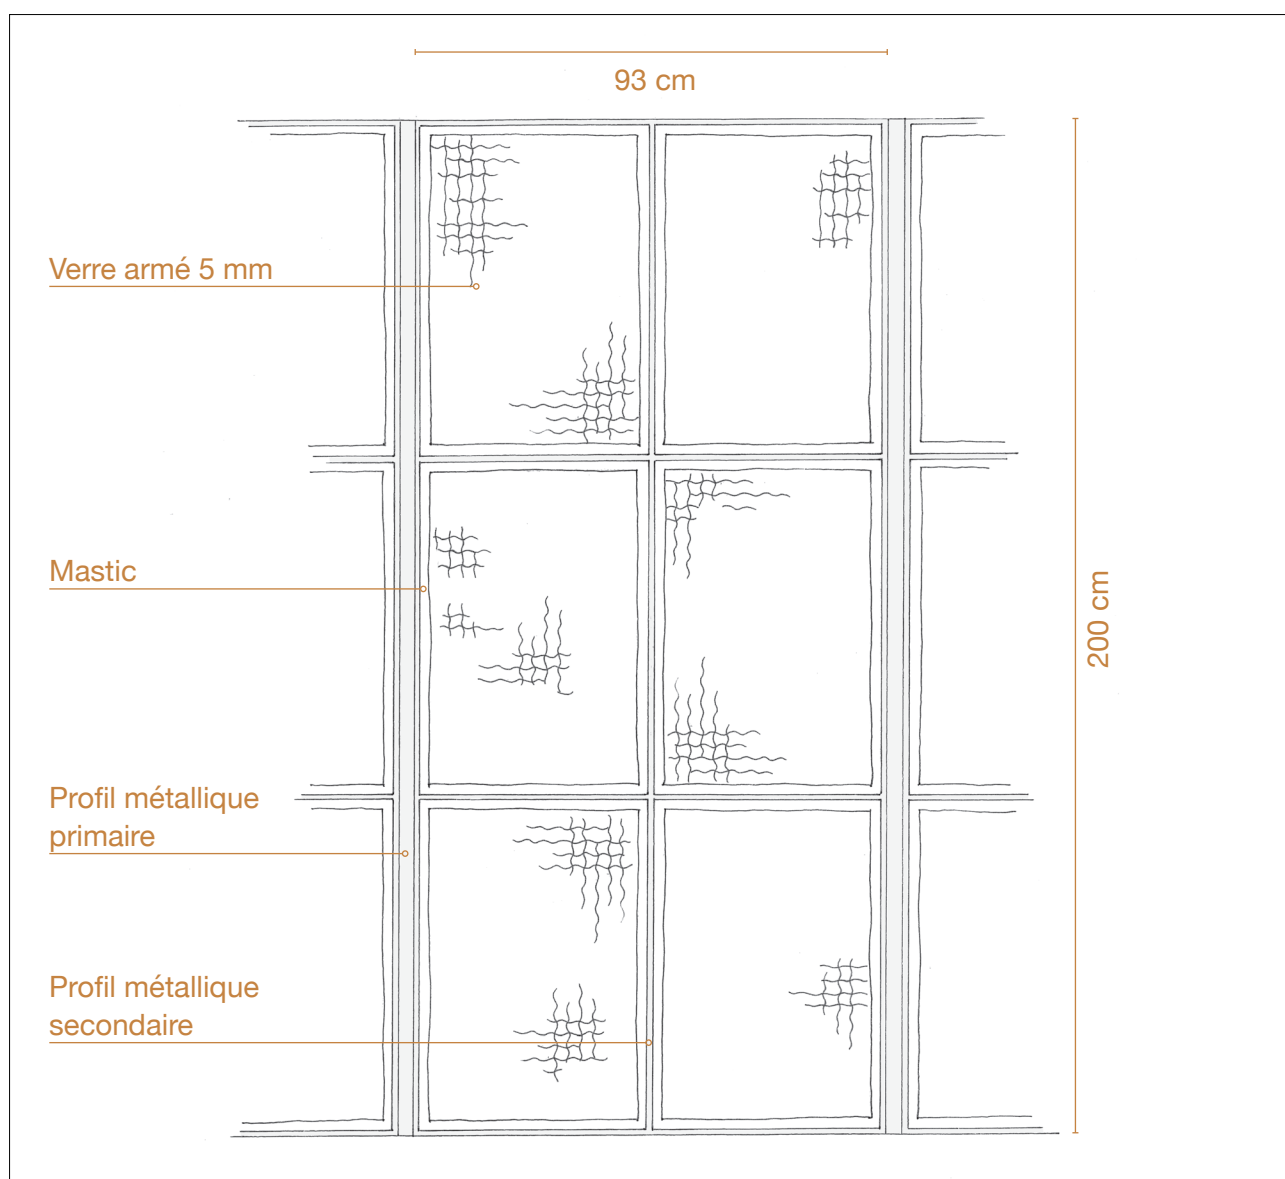 93 cm
Verre armé 5 mm
Mastic
200 cm
Profil métallique
primaire
Profil métallique
secondaire